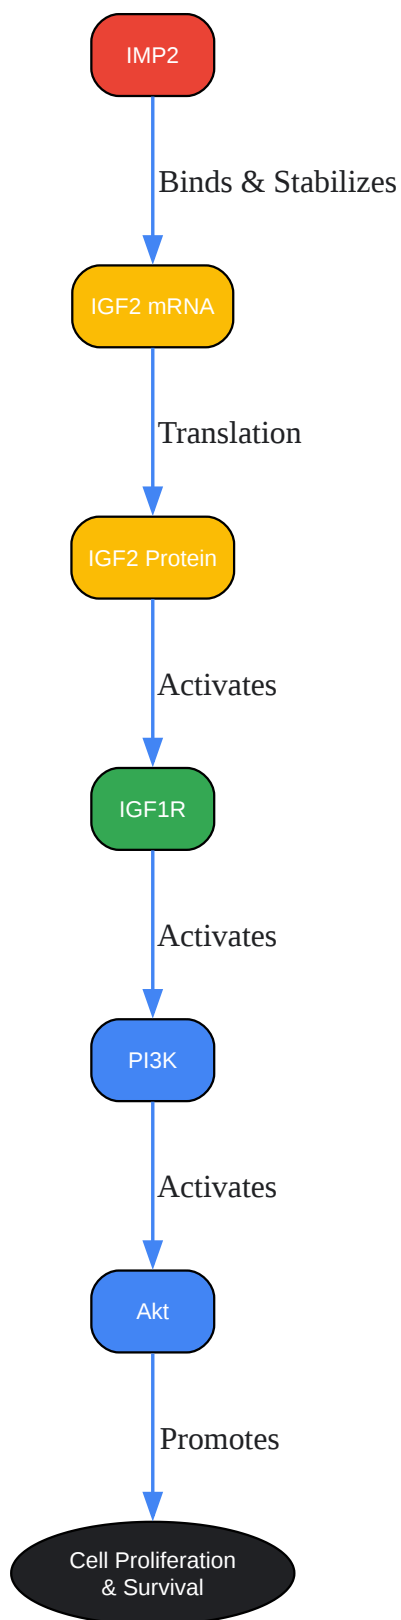 IMP2
Binds & Stabilizes
IGF2 mRNA
Translation
IGF2 Protein
Activates
IGF1R
Activates
PI3K
Activates
Akt
Promotes
Cell Proliferation
& Survival